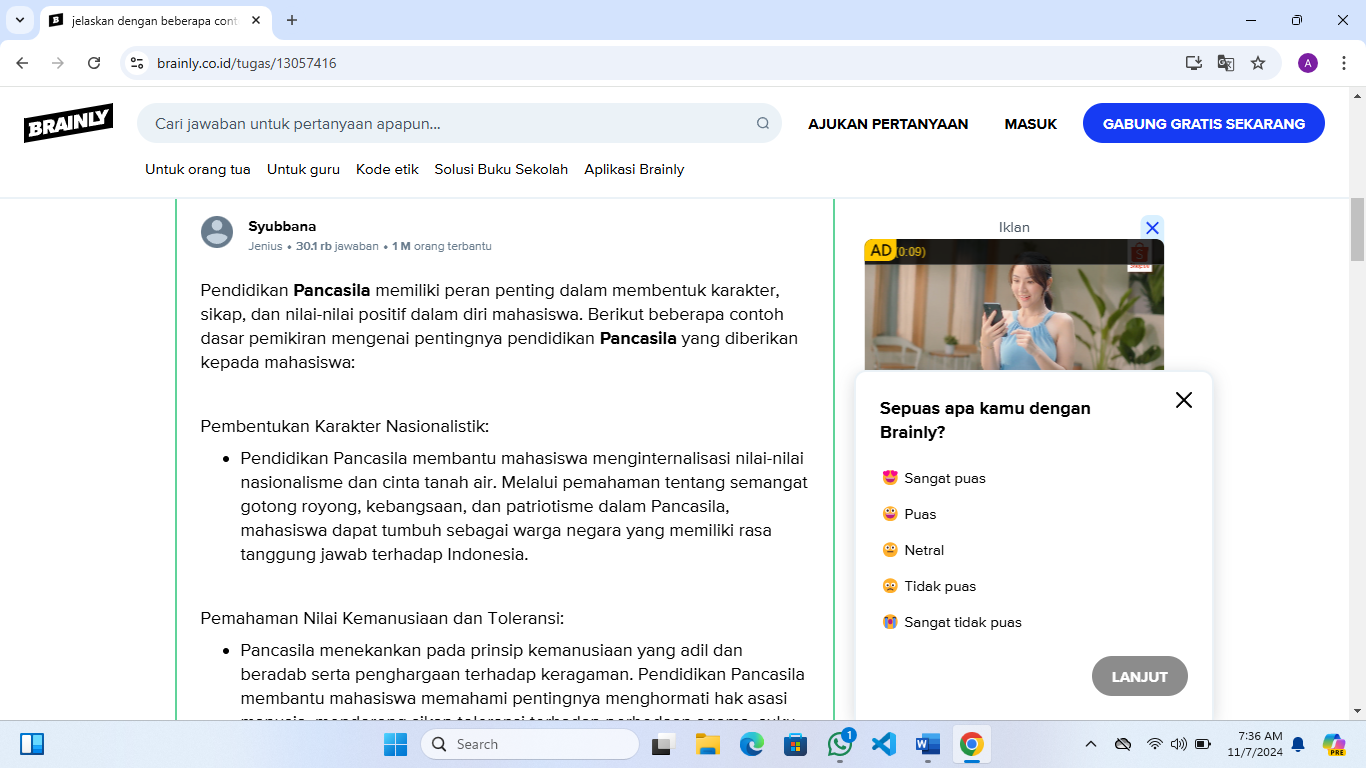 jelaskan dengan beberapa cont
brainly.co.id/tugas/13057416
A
BRAINLY
Cari jawaban untuk pertanyaan apapun...
AJUKAN PERTANYAAN
MASUK
GABUNG GRATIS SEKARANG
Untuk orang tua
Untuk guru
Kode etik
Solusi Buku Sekolah
Aplikasi Brainly
Syubbana
Jenius • 30.1 rb jawaban • 1 M orang terbantu
Pendidikan Pancasila memiliki peran penting dalam membentuk karakter,
sikap, dan nilai-nilai positif dalam diri mahasiswa. Berikut beberapa contoh
dasar pemikiran mengenai pentingnya pendidikan Pancasila yang diberikan
kepada mahasiswa:
Pembentukan Karakter Nasionalistik:
• Pendidikan Pancasila membantu mahasiswa menginternalisasi nilai-nilai
nasionalisme dan cinta tanah air. Melalui pemahaman tentang semangat
gotong royong, kebangsaan, dan patriotisme dalam Pancasila,
mahasiswa dapat tumbuh sebagai warga negara yang memiliki rasa
tanggung jawab terhadap Indonesia.
Pemahaman Nilai Kemanusiaan dan Toleransi:
• Pancasila menekankan pada prinsip kemanusiaan yang adil dan
beradab serta penghargaan terhadap keragaman. Pendidikan Pancasila
membantu mahasiswa memahami pentingnya menghormati hak asasi
Iklan
AD (0:09)
Sepuas apa kamu dengan
Brainly?
Sangat puas
Puas
Netral
Tidak puas
Sangat tidak puas
LANJUT
Search
1
7:36 AM
11/7/2024
PRE